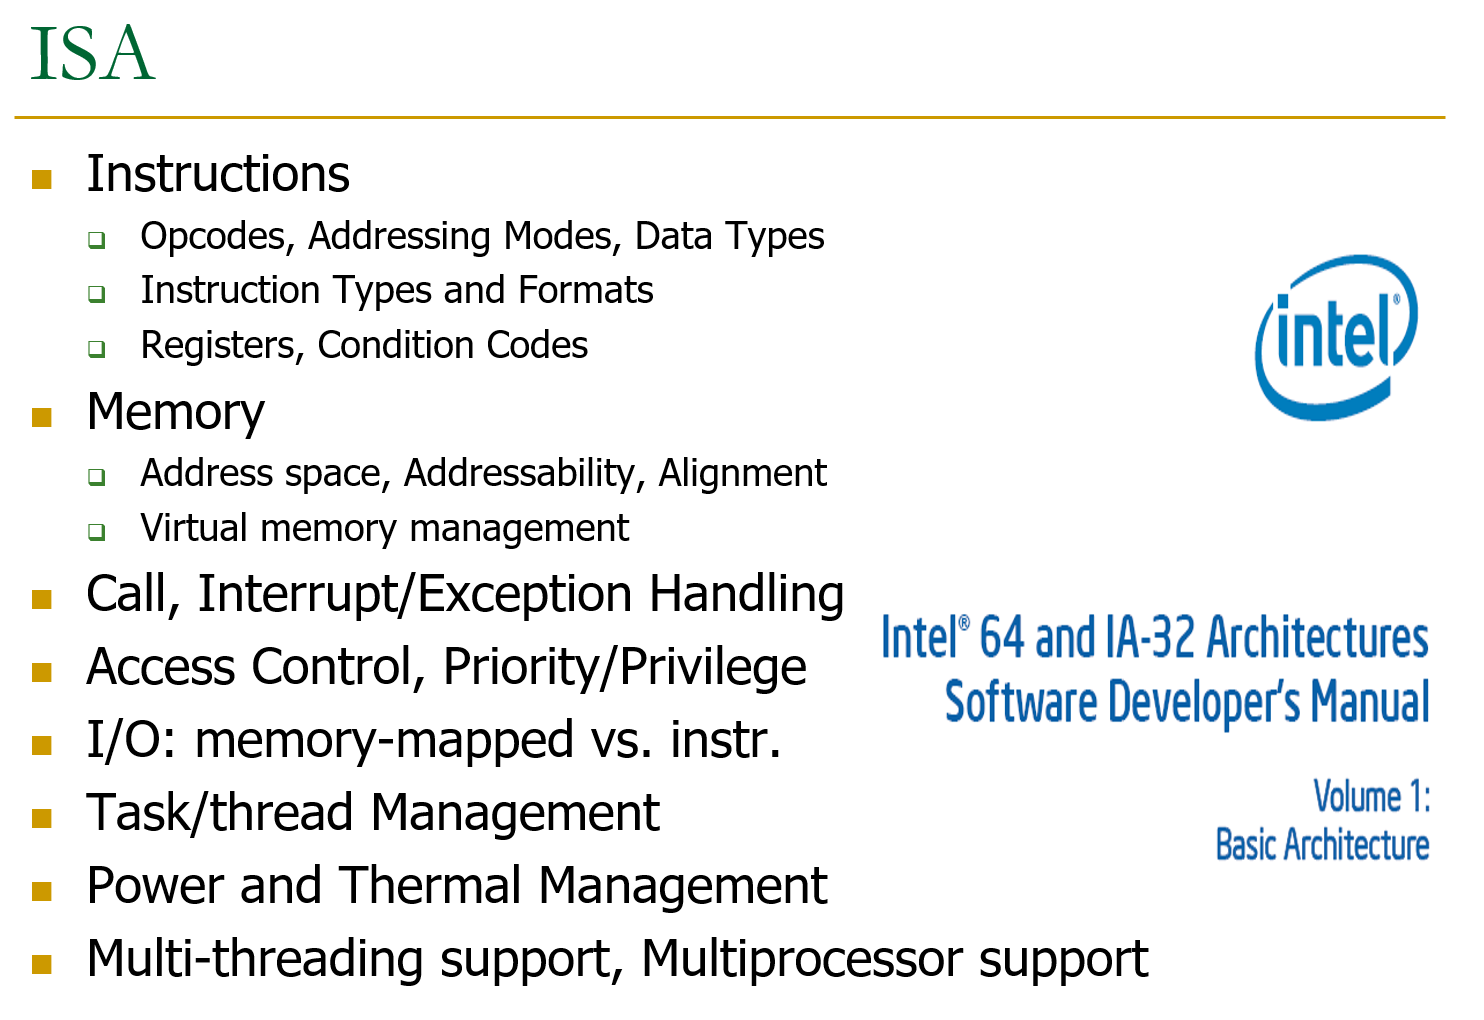 ISA
Instructions
Opcodes, Addressing Modes, Data Types
Instruction Types and Formats
Registers, Condition Codes
Memory
Address space, Addressability, Alignment
Virtual memory management
Call, Interrupt/Exception Handling
Access Control, Priority/Privilege
I/O: memory-mapped vs. instr.
Task/thread Management
Power and Thermal Management
Multi-threading support, Multiprocessor support
intel®
Intel® 64 and IA-32 Architectures
Software Developer's Manual
Volume 1:
Basic Architecture